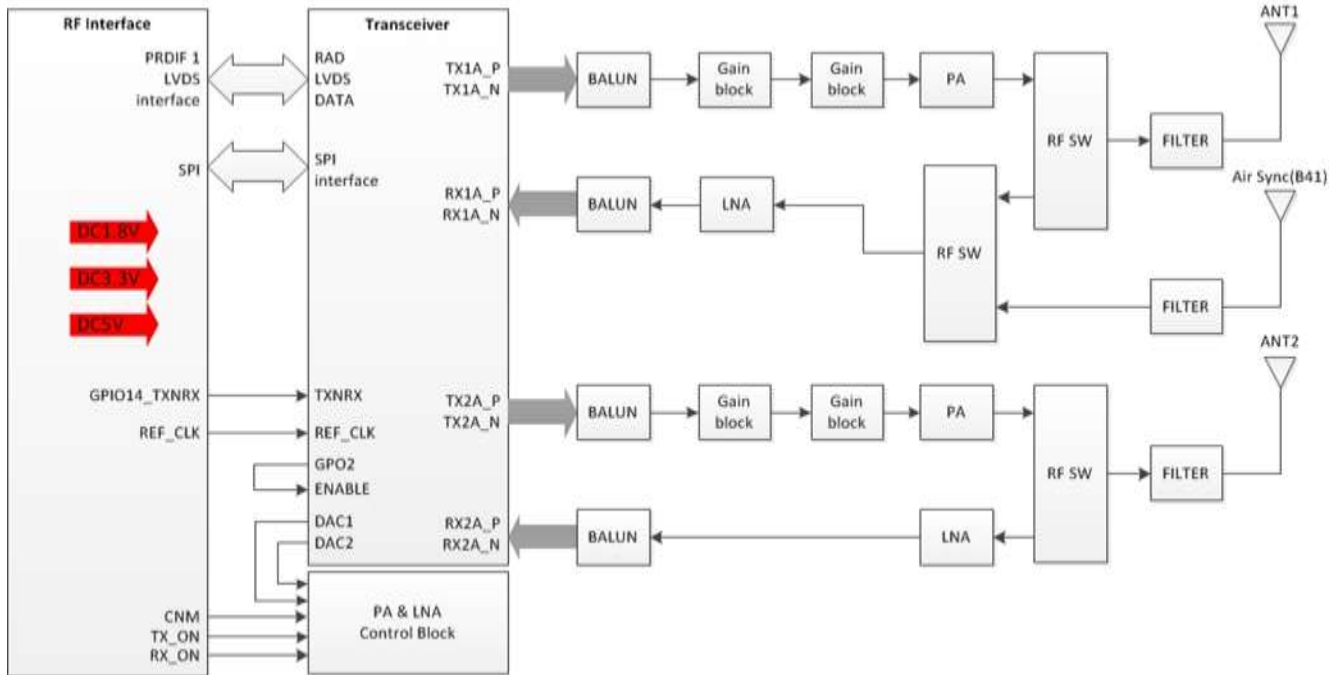 RF Interface
PRDIF 1
LVDS
interface
SPI
DC1.8V
DC3.3V
DC5V
GPIO14_TXNRX
REF_CLK
CNM
TX_ON
RX_ON
Transceiver
RAD
LVDS
DATA
SPI
interface
TXNRX
REF_CLK
GPO2
ENABLE
DAC1
DAC2
TX1A_P
TX1A_N
RX1A_P
RX1A_N
TX2A_P
TX2A_N
RX2A_P
RX2A_N
PA & LNA
Control Block
BALUN
Gain
block
Gain
block
PA
RF SW
FILTER
ANT1
BALUN
LNA
RF SW
FILTER
Air Sync(B41)
BALUN
Gain
block
Gain
block
PA
RF SW
FILTER
ANT2
BALUN
LNA